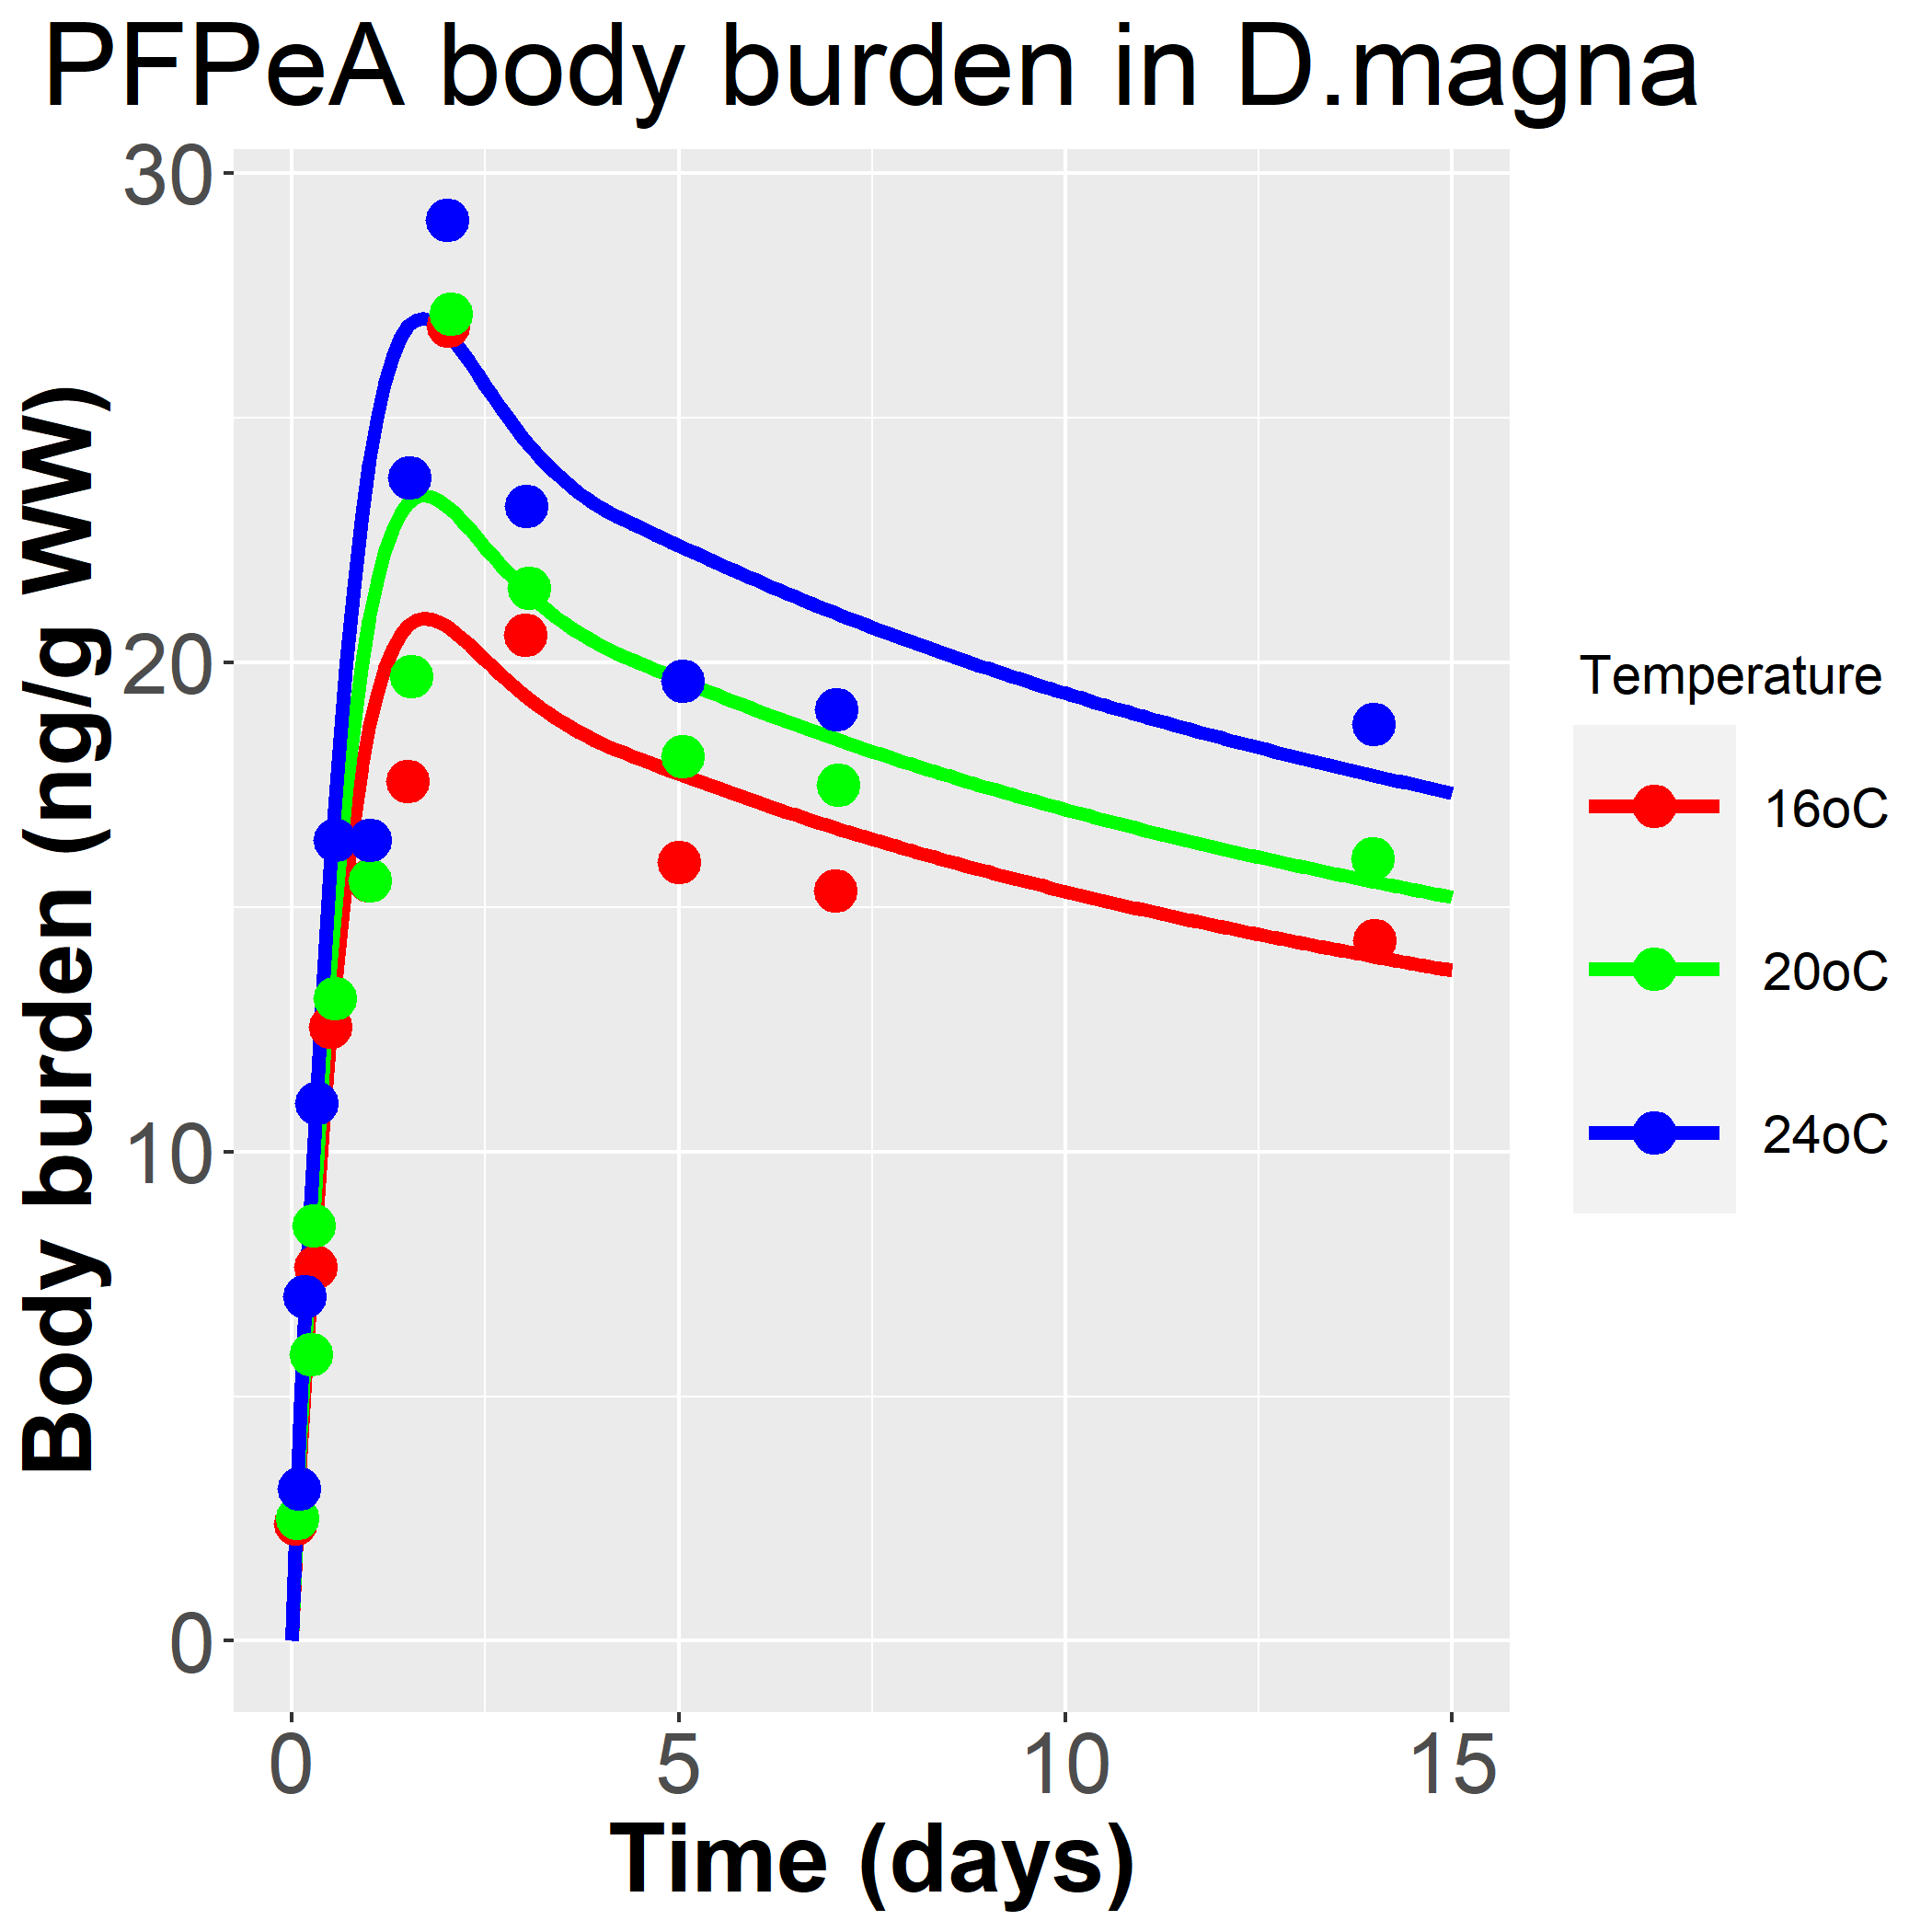 PFPeA body burden in D.magna
Body burden (ng/g WW)
30
20
10
0
0 5 10 15
Time (days)
Temperature
16oC
20oC
24oC